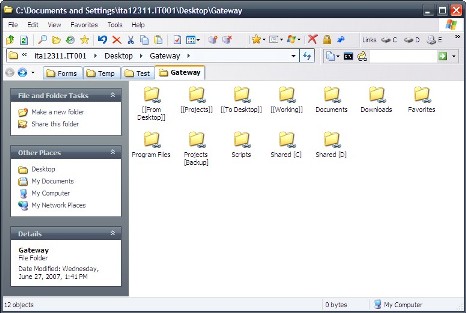 C:\Documents and Settings\ita12311.IT001\Desktop\Gateway
File Edit View Favorites Tools Help
Links C D E
« ita12311.IT001 Desktop Gateway
Forms Temp Test Gateway
File and Folder Tasks
Make a new folder
Share this folder
Other Places
Desktop
My Documents
My Computer
My Network Places
Details
Gateway
File Folder
Date Modified: Wednesday,
June 27, 2007, 1:41 PM
[[From Desktop]] [[Projects]] [[To Desktop]] [[Working]] Documents Downloads Favorites
Program Files Projects [Backup] Scripts Shared [C] Shared [D]
12 objects 0 bytes My Computer